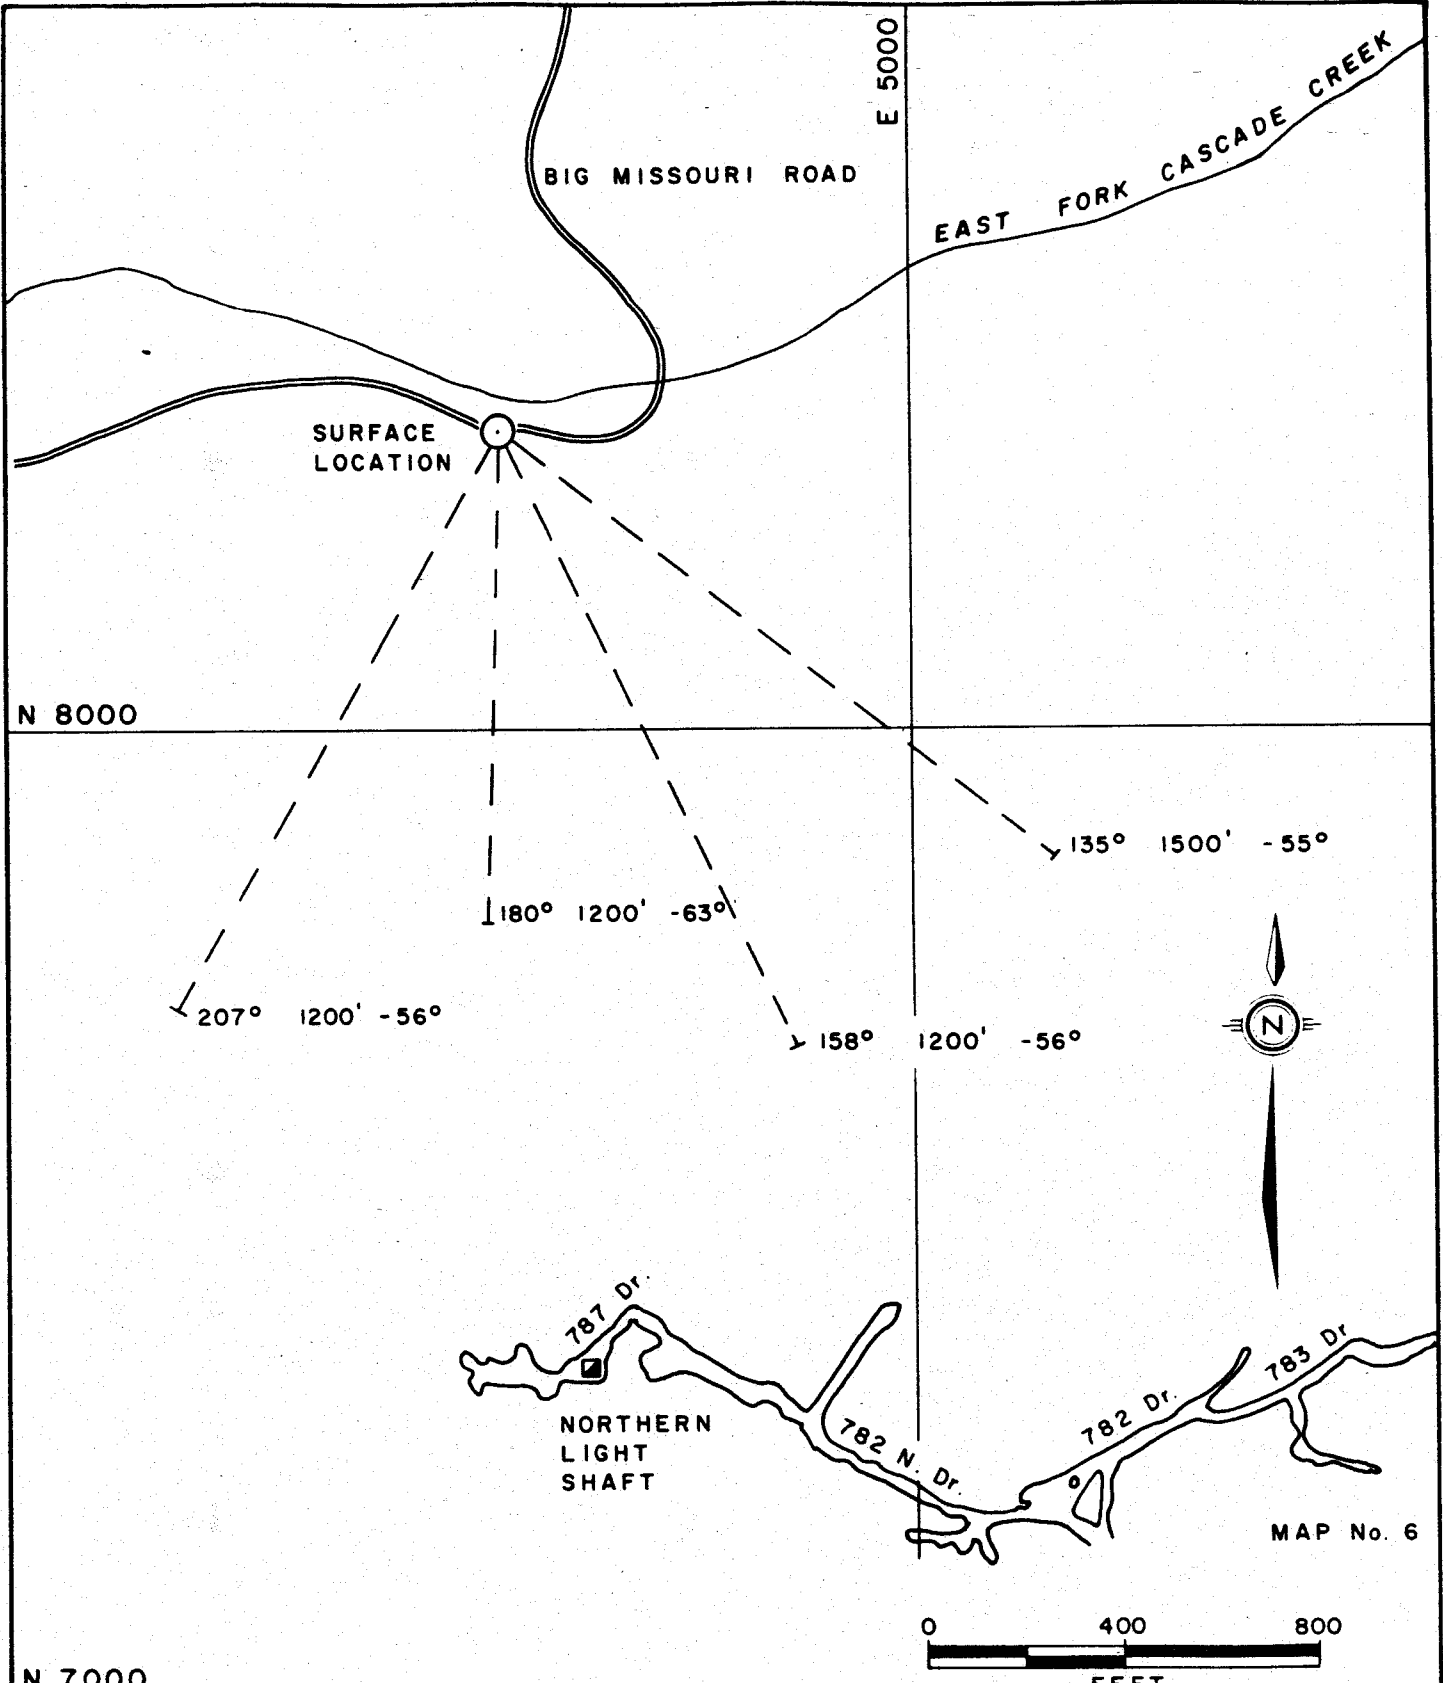 E 5000
EAST FORK CASCADE CREEK
BIG MISSOURI ROAD
SURFACE
LOCATION
N 8000
135° 1500' -55°
180° 1200' -63°
207° 1200' -56°
158° 1200' -56°
N
787 Dr.
783 Dr
782 Dr.
782 N. Dr.
NORTHERN
LIGHT
SHAFT
MAP No. 6
0 400 800
FEET
N 7000